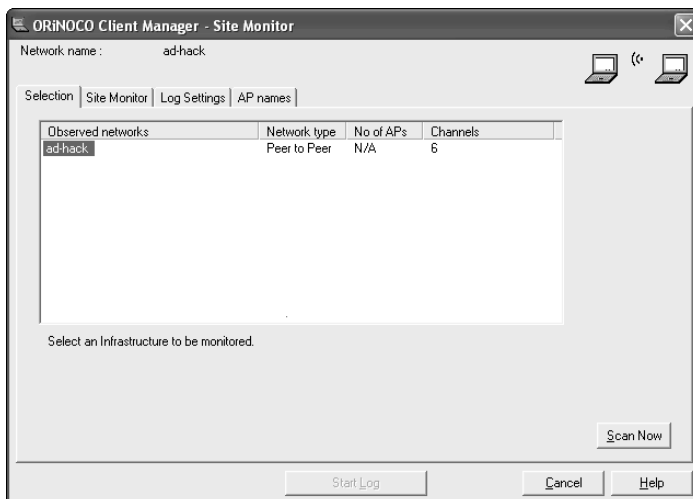 ORiNOCO Client Manager - Site Monitor
Network name : ad-hack
Selection Site Monitor Log Settings AP names
Observed networks Network type No of APs Channels
ad-hack Peer to Peer N/A 6
Select an Infrastructure to be monitored.
Scan Now
Start Log Cancel Help